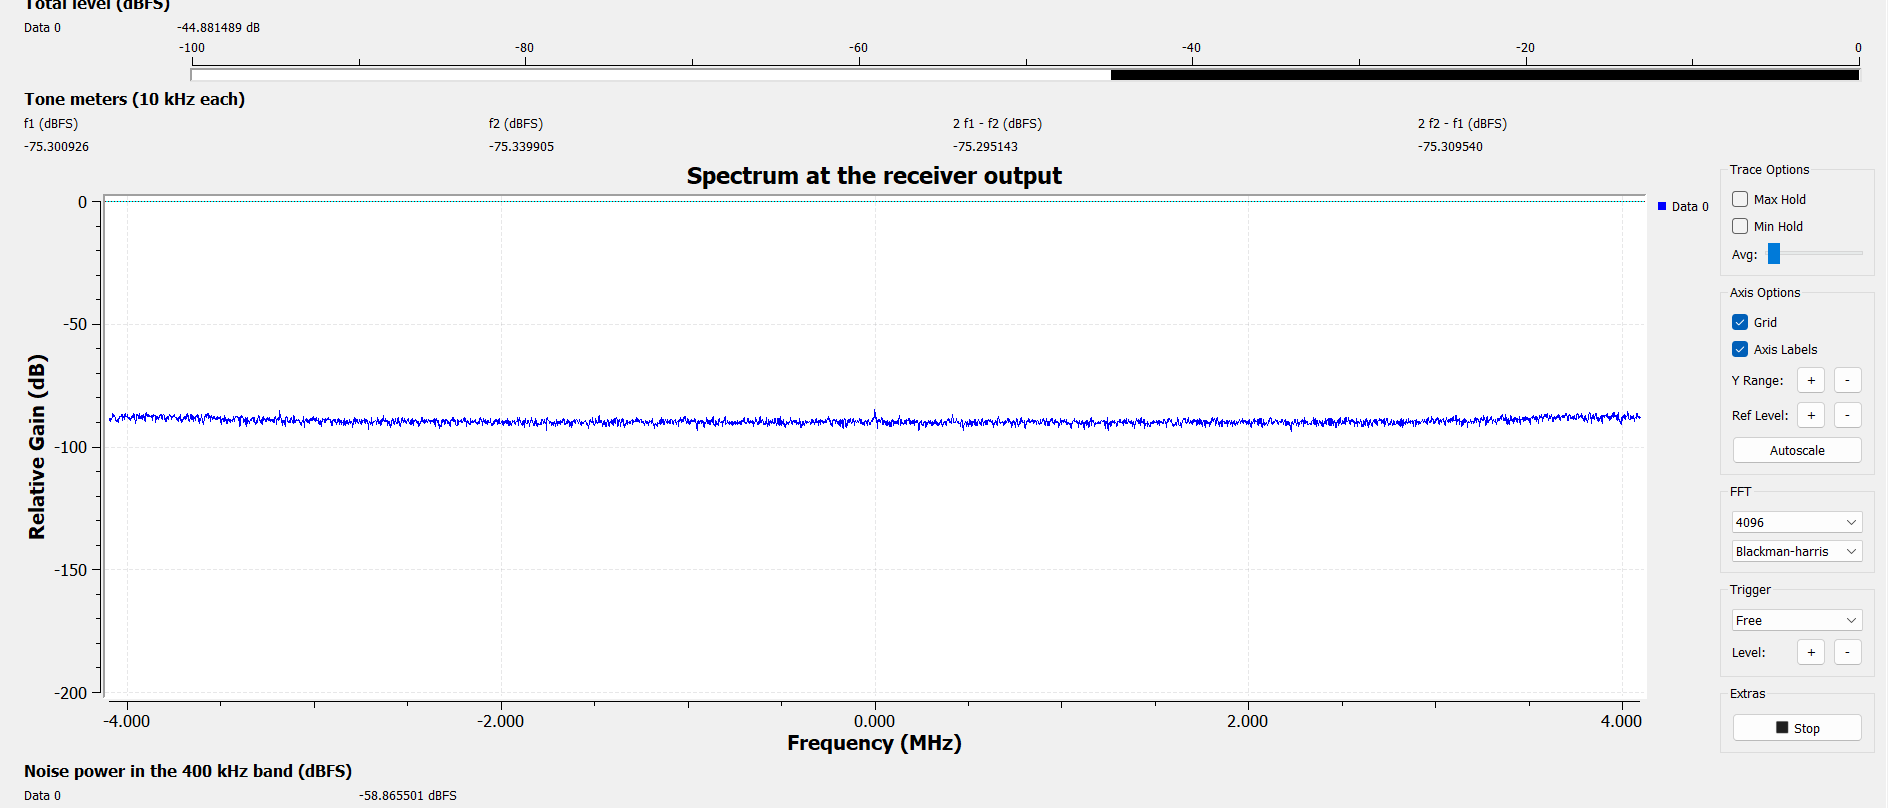 Total level (dBFS)
Data 0 -44.881489 dB
-100 -80 -60 -40 -20 0
Tone meters (10 kHz each)
f1 (dBFS) f2 (dBFS) 2 f1 - f2 (dBFS) 2 f2 - f1 (dBFS)
-75.300926 -75.339905 -75.295143 -75.309540
Spectrum at the receiver output
0
-50
-100
-150
-200
Relative Gain (dB)
-4.000 -2.000 0.000 2.000 4.000
Frequency (MHz)
Data 0
Trace Options
Max Hold
Min Hold
Avg:
Axis Options
Grid
Axis Labels
Y Range: + -
Ref Level: + -
Autoscale
FFT
4096
Blackman-harris
Trigger
Free
Level: + -
Extras
Stop
Noise power in the 400 kHz band (dBFS)
Data 0 -58.865501 dBFS